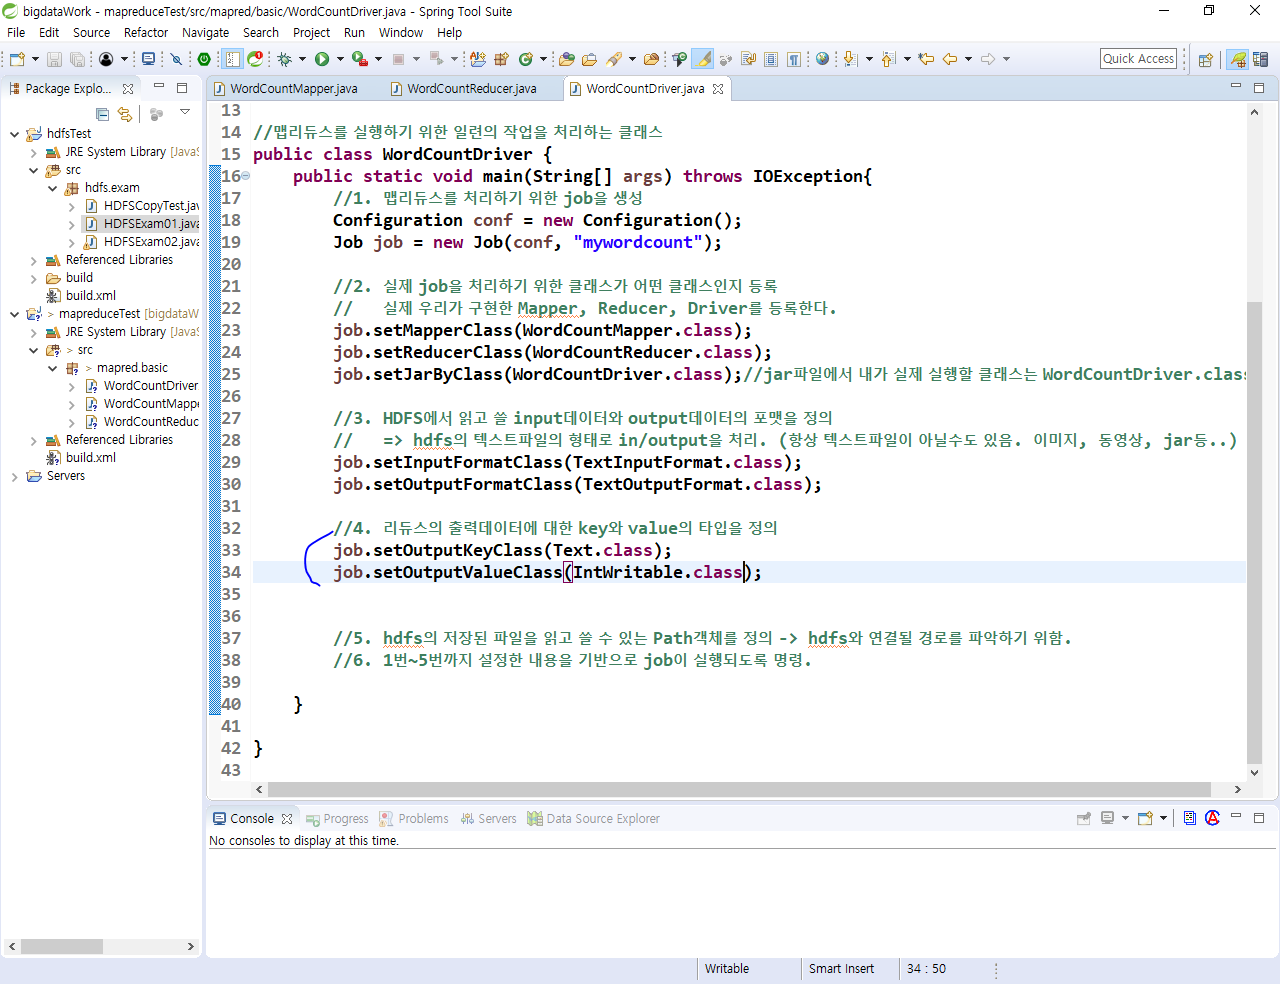 bigdataWork - mapreduceTest/src/mapred/basic/WordCountDriver.java - Spring Tool Suite
File Edit Source Refactor Navigate Search Project Run Window Help
Quick Access
Package Explo...
hdfsTest
JRE System Library [JavaS
src
hdfs.exam
HDFSCopyTest.jav
HDFSExam01.java
HDFSExam02.java
Referenced Libraries
build
build.xml
> mapreduceTest [bigdataW
JRE System Library [JavaS
> src
> mapred.basic
WordCountDriver
WordCountMappe
WordCountReduc
Referenced Libraries
build.xml
Servers
WordCountMapper.java WordCountReducer.java WordCountDriver.java
13
14 //맵리듀스를 실행하기 위한 일련의 작업을 처리하는 클래스
15 public class WordCountDriver {
16 public static void main(String[] args) throws IOException{
17 //1. 맵리듀스를 처리하기 위한 job을 생성
18 Configuration conf = new Configuration();
19 Job job = new Job(conf, "mywordcount");
20
21 //2. 실제 job을 처리하기 위한 클래스가 어떤 클래스인지 등록
22 // 실제 우리가 구현한 Mapper, Reducer, Driver를 등록한다.
23 job.setMapperClass(WordCountMapper.class);
24 job.setReducerClass(WordCountReducer.class);
25 job.setJarByClass(WordCountDriver.class);//jar파일에서 내가 실제 실행할 클래스는 WordCountDriver.class
26
27 //3. HDFS에서 읽고 쓸 input데이터와 output데이터의 포맷을 정의
28 // => hdfs의 텍스트파일의 형태로 in/output을 처리. (항상 텍스트파일이 아닐수도 있음. 이미지, 동영상, jar등..)
29 job.setInputFormatClass(TextInputFormat.class);
30 job.setOutputFormatClass(TextOutputFormat.class);
31
32 //4. 리듀스의 출력데이터에 대한 key와 value의 타입을 정의
33 job.setOutputKeyClass(Text.class);
34 job.setOutputValueClass(IntWritable.class);
35
36
37 //5. hdfs의 저장된 파일을 읽고 쓸 수 있는 Path객체를 정의 -> hdfs와 연결될 경로를 파악하기 위함.
38 //6. 1번~5번까지 설정한 내용을 기반으로 job이 실행되도록 명령.
39
40 }
41
42 }
43
Console Progress Problems Servers Data Source Explorer
No consoles to display at this time.
Writable Smart Insert 34 : 50